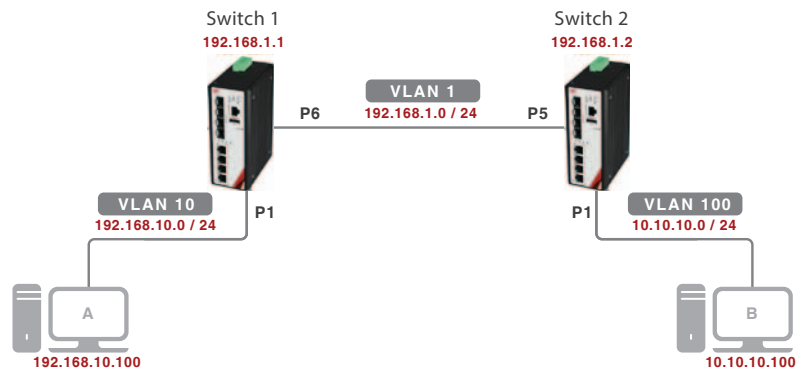 Switch 1
192.168.1.1
Switch 2
192.168.1.2
VLAN 1
192.168.1.0 / 24
P6
P5
VLAN 10
192.168.10.0 / 24
P1
P1
VLAN 100
10.10.10.0 / 24
A
192.168.10.100
B
10.10.10.100